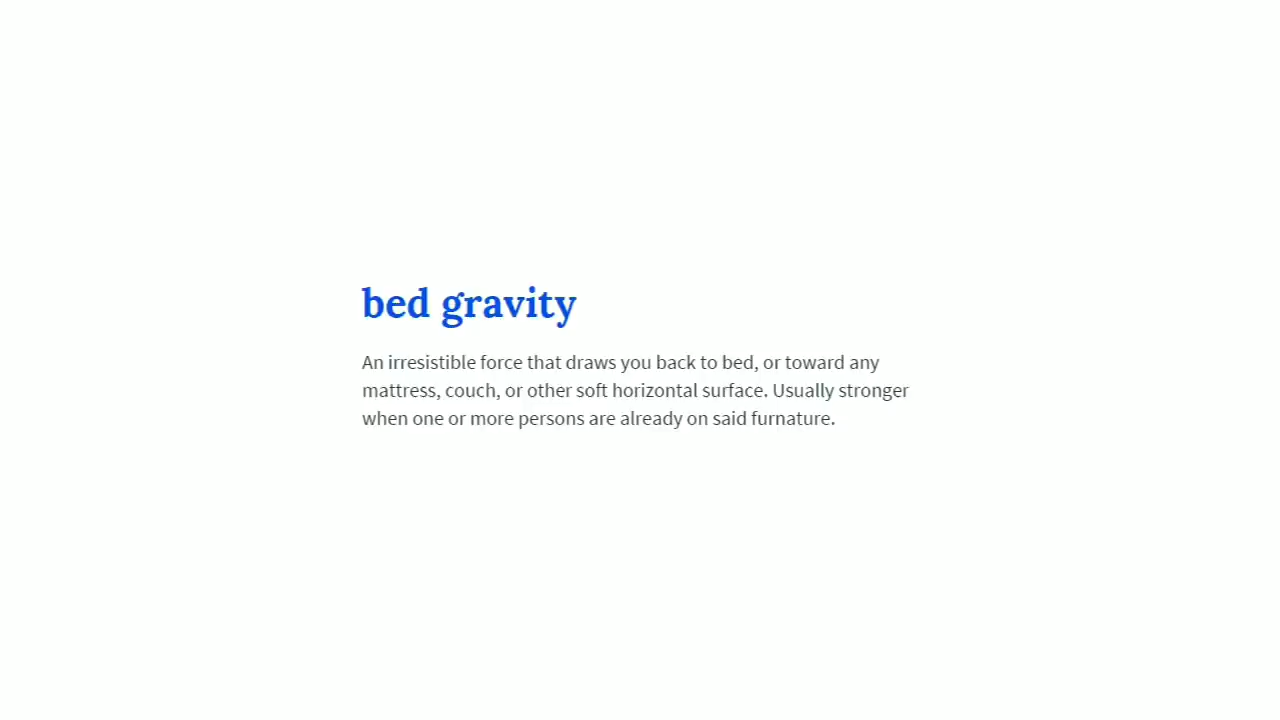 bed gravity
An irresistible force that draws you back to bed, or toward any
mattress, couch, or other soft horizontal surface. Usually stronger
when one or more persons are already on said furnature.